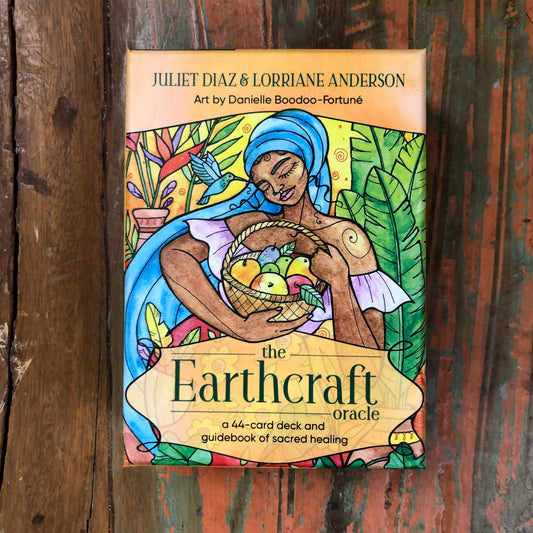 JULIET DIAZ & LORRIANE ANDERSON
Art by Danielle Boodoo-Fortuné
the
Earthcraft
oracle
a 44-card deck and
guidebook of sacred healing